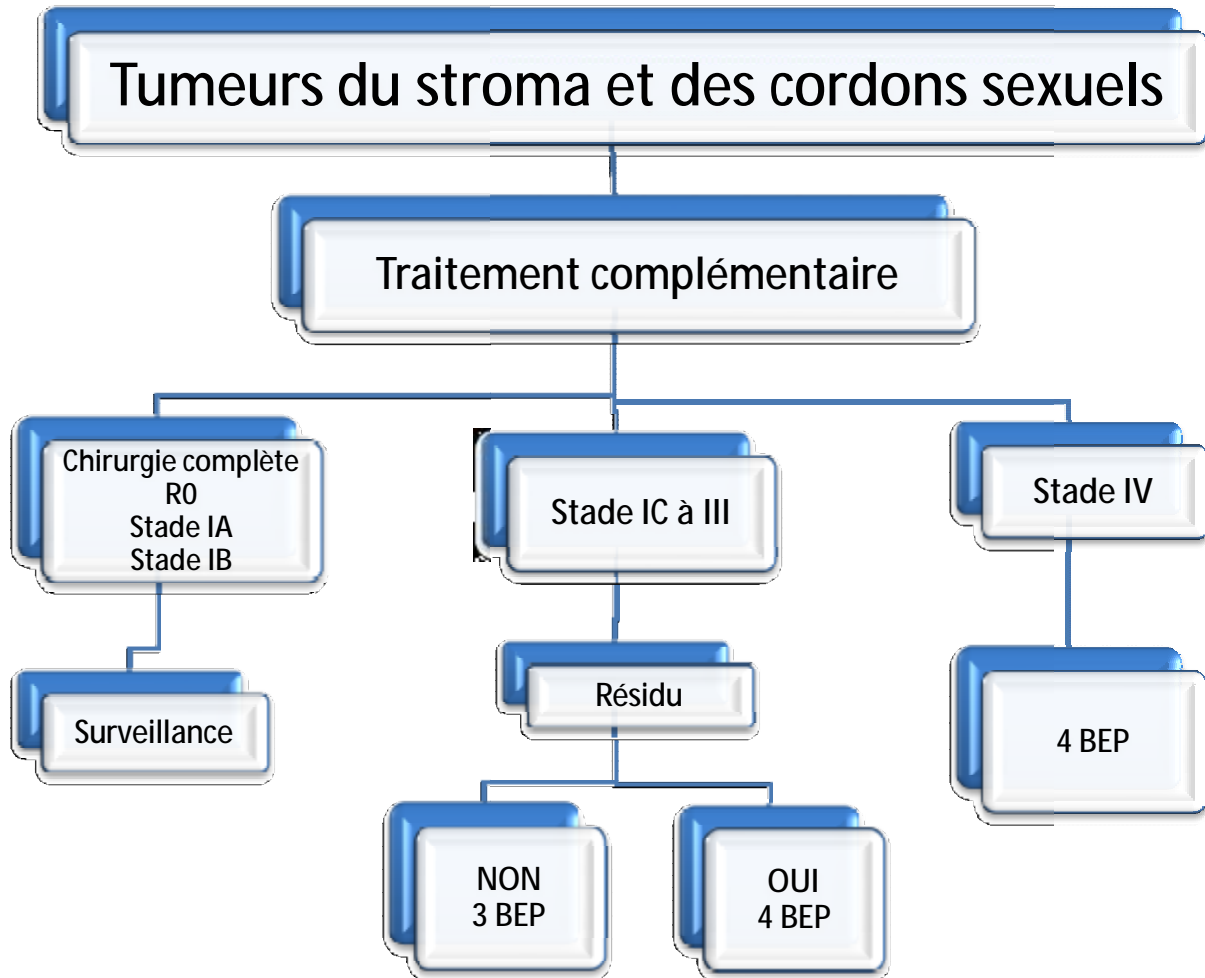 Tumeurs du stroma et des cordons sexuels
Traitement complémentaire
Chirurgie complète
R0
Stade IA
Stade IB
Stade IC à III
Stade IV
Surveillance
Résidu
4 BEP
NON
3 BEP
OUI
4 BEP